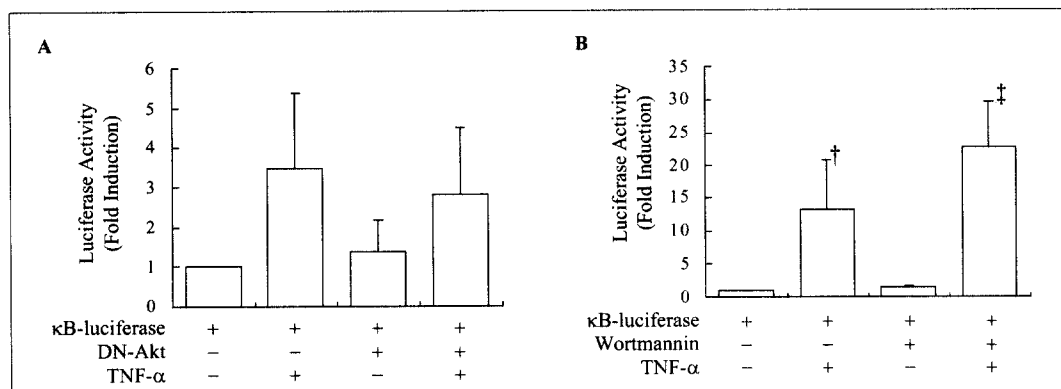 A
Luciferase Activity
(Fold Induction)
6
5
4
3
2
1
0
κB-luciferase + + + +
DN-Akt – – + +
TNF-α – + – +
B
Luciferase Activity
(Fold Induction)
35
30
25
20
15
10
5
0
†
‡
κB-luciferase + + + +
Wortmannin – – + +
TNF-α – + – +